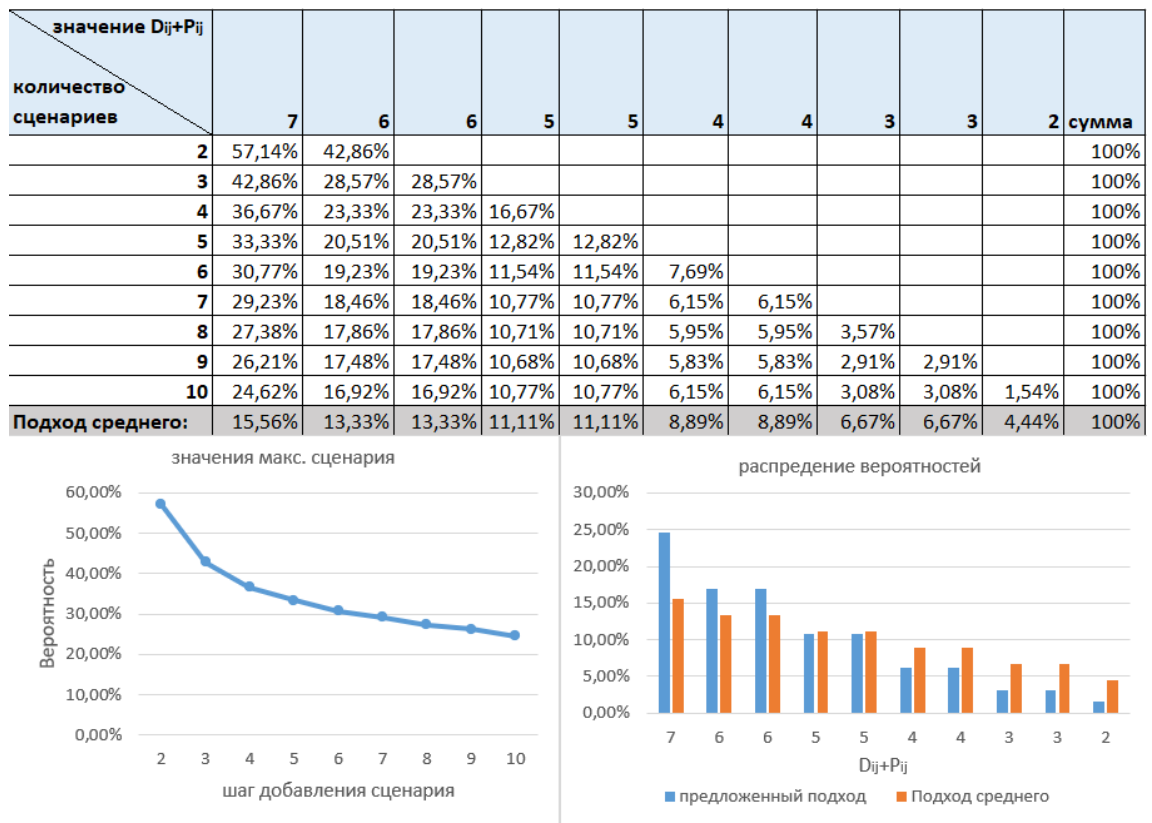 значение Dij+Pij
количество
сценариев 7 6 6 5 5 4 4 3 3 2 сумма
2 57,14% 42,86% 100%
3 42,86% 28,57% 28,57% 100%
4 36,67% 23,33% 23,33% 16,67% 100%
5 33,33% 20,51% 20,51% 12,82% 12,82% 100%
6 30,77% 19,23% 19,23% 11,54% 11,54% 7,69% 100%
7 29,23% 18,46% 18,46% 10,77% 10,77% 6,15% 6,15% 100%
8 27,38% 17,86% 17,86% 10,71% 10,71% 5,95% 5,95% 3,57% 100%
9 26,21% 17,48% 17,48% 10,68% 10,68% 5,83% 5,83% 2,91% 2,91% 100%
10 24,62% 16,92% 16,92% 10,77% 10,77% 6,15% 6,15% 3,08% 3,08% 1,54% 100%
Подход среднего: 15,56% 13,33% 13,33% 11,11% 11,11% 8,89% 8,89% 6,67% 6,67% 4,44% 100%
значения макс. сценария
60,00%
50,00%
40,00%
30,00%
20,00%
10,00%
0,00%
Вероятность
2 3 4 5 6 7 8 9 10
шаг добавления сценария
распредение вероятностей
30,00%
25,00%
20,00%
15,00%
10,00%
5,00%
0,00%
7 6 6 5 5 4 4 3 3 2
Dij+Pij
предложенный подход Подход среднего